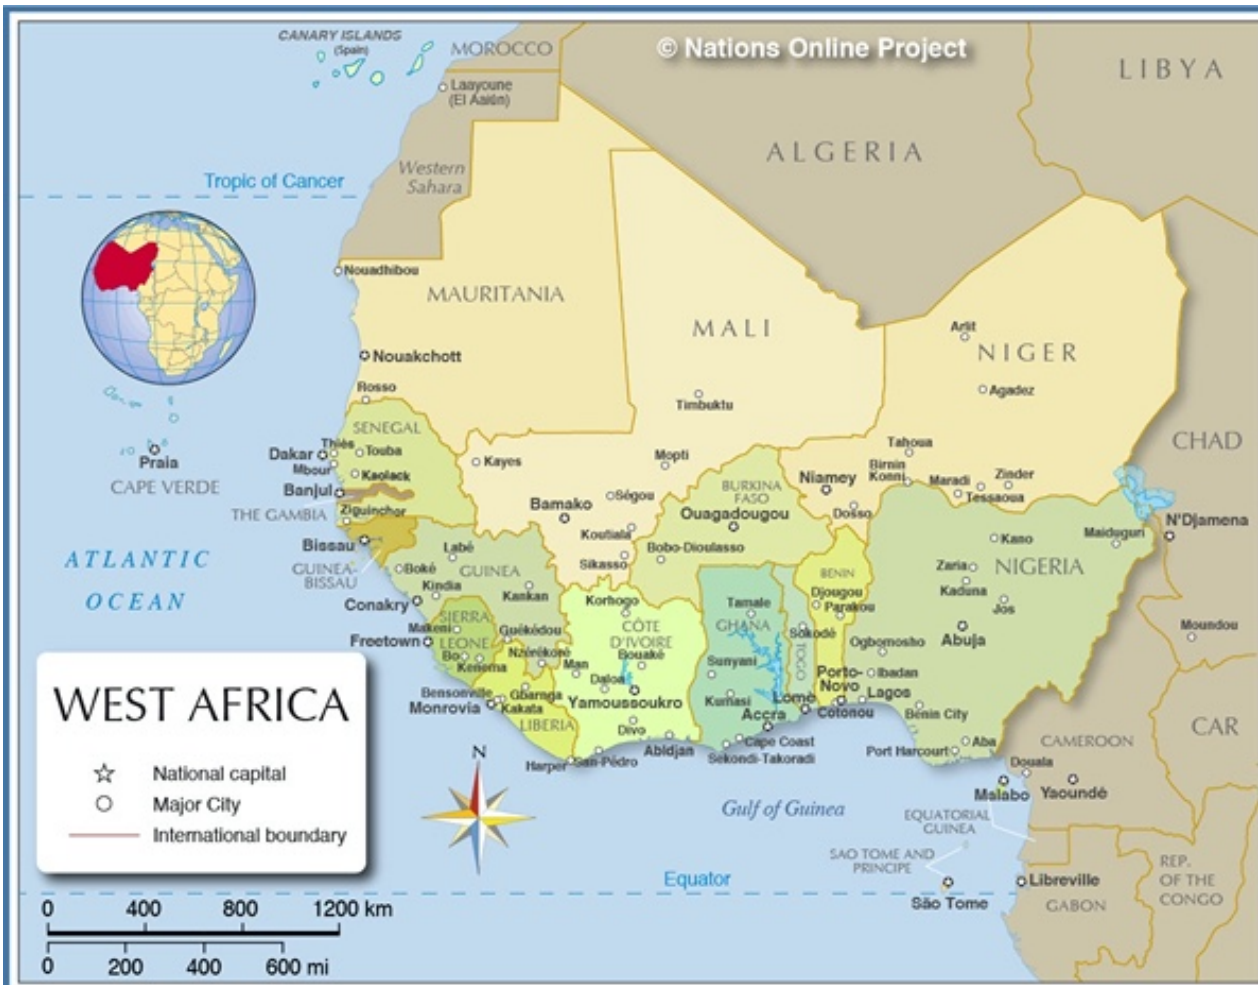 CANARY ISLANDS
(Spain)
MOROCCO
© Nations Online Project
LIBYA
Laayoune
(El Aaiún)
ALGERIA
Western
Sahara
Tropic of Cancer
Nouadhibou
MAURITANIA
MALI
NIGER
Arlit
Nouakchott
Agadez
Rosso
Timbuktu
SENEGAL
CHAD
Thiès
Touba
Dakar
Mbour
Kaolack
Kayes
Mopti
Tahoua
Birnin
Konni
Maradi
Zinder
Tessaoua
Praia
CAPE VERDE
Banjul
THE GAMBIA
Ziguinchor
Bamako
Ségou
BURKINA
FASO
Ouagadougou
Niamey
Dosso
N'Djamena
Koutiala
Bobo-Dioulasso
Sikasso
Kano
Maiduguri
Bissau
GUINEA-
BISSAU
Labé
Boké
GUINEA
Kindia
Kankan
Conakry
ATLANTIC
OCEAN
BENIN
Djougou
Parakou
Zaria
Kaduna
NIGERIA
Jos
Korhogo
Tamale
GHANA
SIERRA
LEONE
Makeni
Freetown
Bo
Kenema
Guékédou
Nzérékoré
CÔTE
D'IVOIRE
Bouaké
Man
Daloa
Yamoussoukro
Sokodé
TOGO
Ogbomosho
Abuja
Moundou
Sunyani
Kumasi
Porto-
Novo
Ibadan
Lagos
Lomé
Cotonou
Accra
Benin City
Bensonville
Monrovia
Gbarnga
Kakata
LIBERIA
Divo
Abidjan
Cape Coast
Sekondi-Takoradi
Harper
San-Pédro
Port Harcourt
Aba
CAMEROON
CAR
Douala
Malabo
Yaoundé
EQUATORIAL
GUINEA
Gulf of Guinea
SAO TOME AND
PRINCIPE
REP.
OF THE
CONGO
Equator
São Tome
Libreville
GABON
WEST AFRICA
National capital
Major City
International boundary
N
0 400 800 1200 km
0 200 400 600 mi